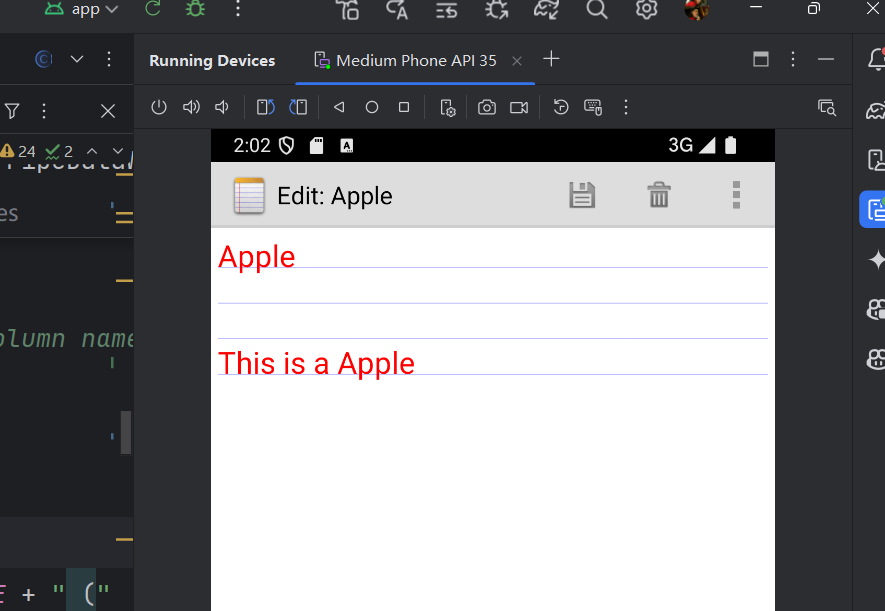 app
Running Devices
Medium Phone API 35
24
2
es
2:02
A
3G
Edit: Apple
Apple
This is a Apple
olumn name
+ " ("